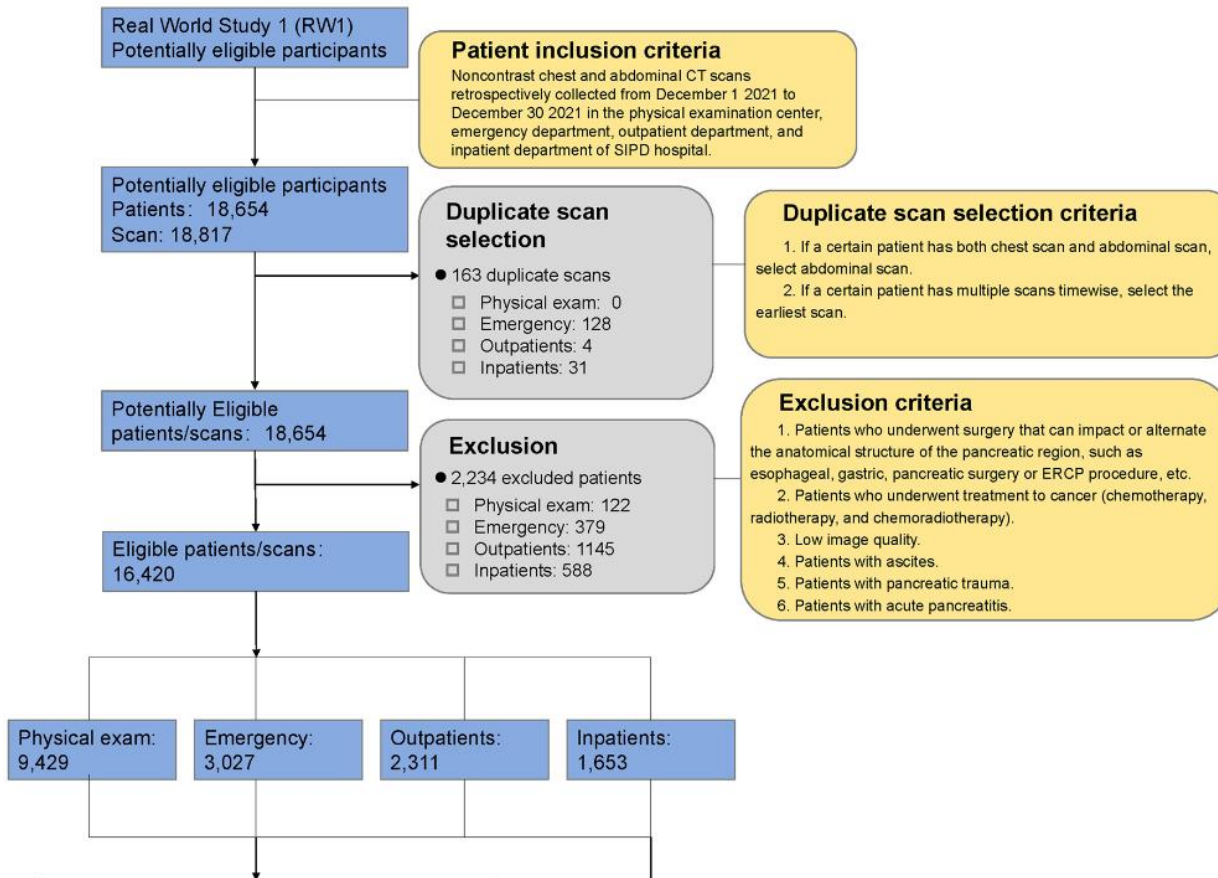 Real World Study 1 (RW1)
Potentially eligible participants
Patient inclusion criteria
Noncontrast chest and abdominal CT scans
retrospectively collected from December 1 2021 to
December 30 2021 in the physical examination center,
emergency department, outpatient department, and
inpatient department of SIPD hospital.
Potentially eligible participants
Patients: 18,654
Scan: 18,817
Duplicate scan
selection
● 163 duplicate scans
□ Physical exam: 0
□ Emergency: 128
□ Outpatients: 4
□ Inpatients: 31
Duplicate scan selection criteria
1. If a certain patient has both chest scan and abdominal scan,
select abdominal scan.
2. If a certain patient has multiple scans timewise, select the
earliest scan.
Potentially Eligible
patients/scans: 18,654
Exclusion
● 2,234 excluded patients
□ Physical exam: 122
□ Emergency: 379
□ Outpatients: 1145
□ Inpatients: 588
Exclusion criteria
1. Patients who underwent surgery that can impact or alternate
the anatomical structure of the pancreatic region, such as
esophageal, gastric, pancreatic surgery or ERCP procedure, etc.
2. Patients who underwent treatment to cancer (chemotherapy,
radiotherapy, and chemoradiotherapy).
3. Low image quality.
4. Patients with ascites.
5. Patients with pancreatic trauma.
6. Patients with acute pancreatitis.
Eligible patients/scans:
16,420
Physical exam:
9,429
Emergency:
3,027
Outpatients:
2,311
Inpatients:
1,653